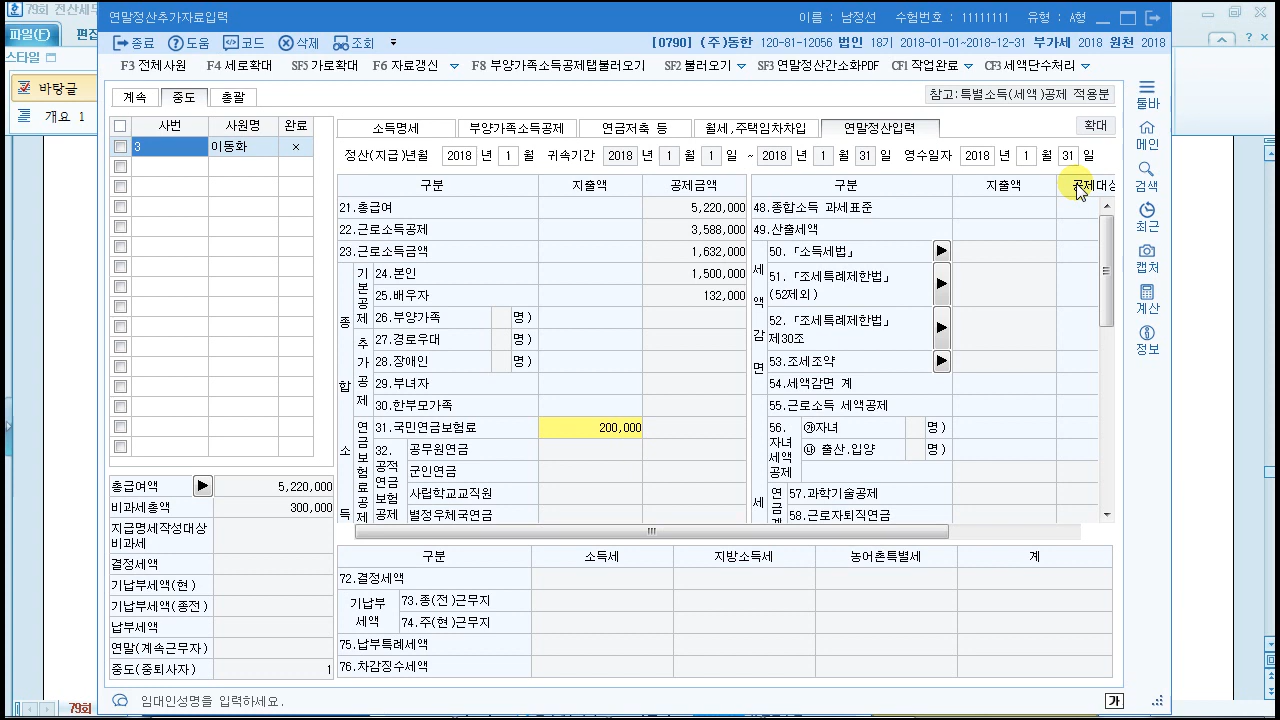 79회 전산세무
연말정산추가자료입력
이름 : 남정선 수험번호 : 11111111 유형 : A형
파일(F) 편집
종료 도움 코드 삭제 조회
[0790] (주)동합 120-81-12056 법인 2018-01-01~2018-12-31 부가세 2018 원천 2018
스타일
F3 전체사원 F4 세로확대 SF5 가로확대 F6 자료갱신 F8 부양가족소득공제탭불러오기 SF2 불러오기 SF3 연말정산간소화PDF CF1 작업완료 CF3 세액단수처리
바탕글
개요 1
계속 중도 총괄
참고:특별소득(세액)공제 적용분
툴바
메인
검색
최근
캡처
계산
정보
사번 사원명 완료
3 이동화 ×
소득명세 부양가족소득공제 연금저축 등 월세,주택임차차입 연말정산입력 확대
정산(지급)년월 2018 년 1 월 귀속기간 2018 년 1 월 1 일 ~ 2018 년 1 월 31 일 영수일자 2018 년 1 월 31 일
구분 지출액 공제금액 구분 지출액 공제대상
21.총급여 5,220,000
22.근로소득공제 3,588,000
23.근로소득금액 1,632,000
종 합 소 득
기본공제
24.본인 1,500,000
25.배우자 132,000
26.부양가족 명)
추가공제
27.경로우대 명)
28.장애인 명)
29.부녀자
30.한부모가족
연금보험공제
31.국민연금보험료 200,000
32. 공적연금보험공제
공무원연금
군인연금
사립학교교직원
별정우체국연금
48.종합소득 과세표준
49.산출세액
세 액 감 면
50.「소득세법」
51.「조세특례제한법」
(52제외)
52.「조세특례제한법」
제30조
53.조세조약
54.세액감면 계
세
55.근로소득 세액공제
56. 자녀 세액 공제
㉮자녀 명)
㉯ 출산.입양 명)
연금계
57.과학기술공제
58.근로자퇴직연금
총급여액 5,220,000
비과세총액 300,000
지급명세작성대상
비과세
결정세액
기납부세액(현)
기납부세액(종전)
납부세액
연말(계속근무자)
중도(중퇴사자) 1
구분 소득세 지방소득세 농어촌특별세 계
72.결정세액
기납부
세액
73.종(전)근무지
74.주(현)근무지
75.납부특례세액
76.차감징수세액
임대인성명을 입력하세요.
가
79회